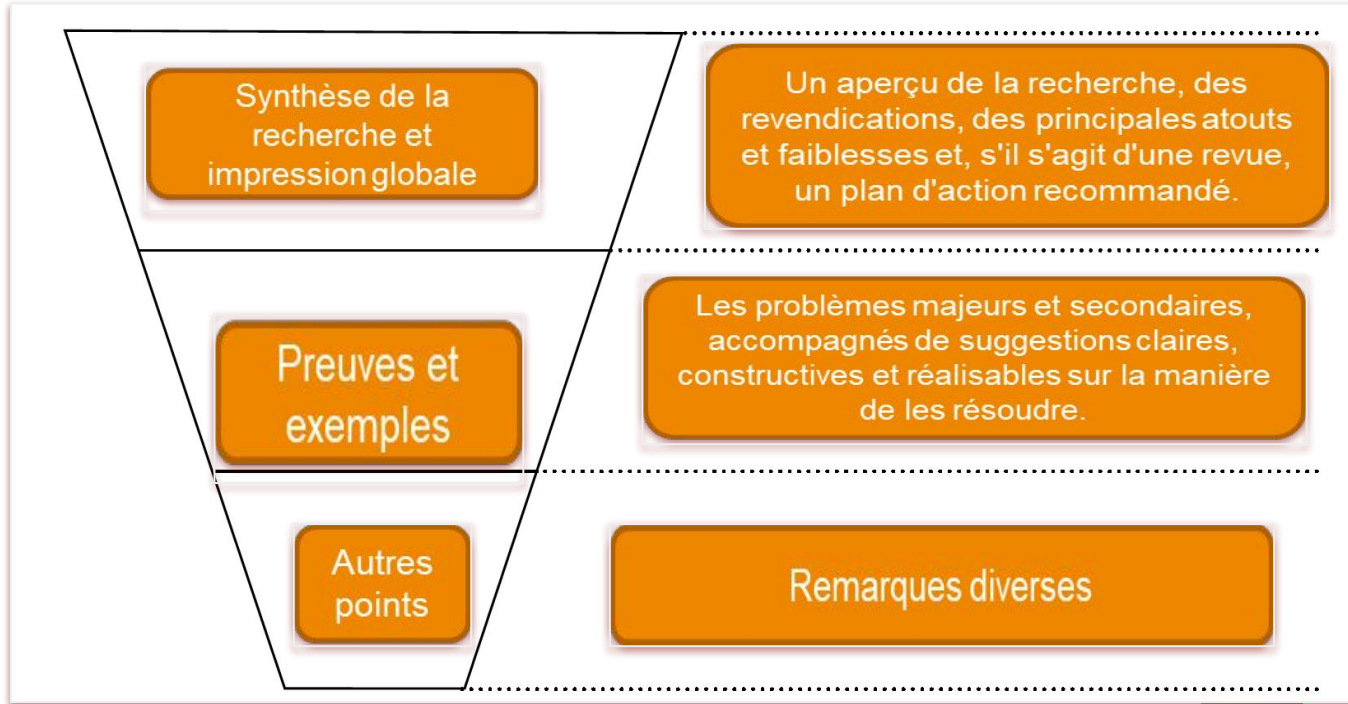 Synthèse de la
recherche et
impression globale
Un aperçu de la recherche, des
revendications, des principales atouts
et faiblesses et, s'il s'agit d'une revue,
un plan d'action recommandé.
Preuves et
exemples
Les problèmes majeurs et secondaires,
accompagnés de suggestions claires,
constructives et réalisables sur la manière
de les résoudre.
Autres
points
Remarques diverses